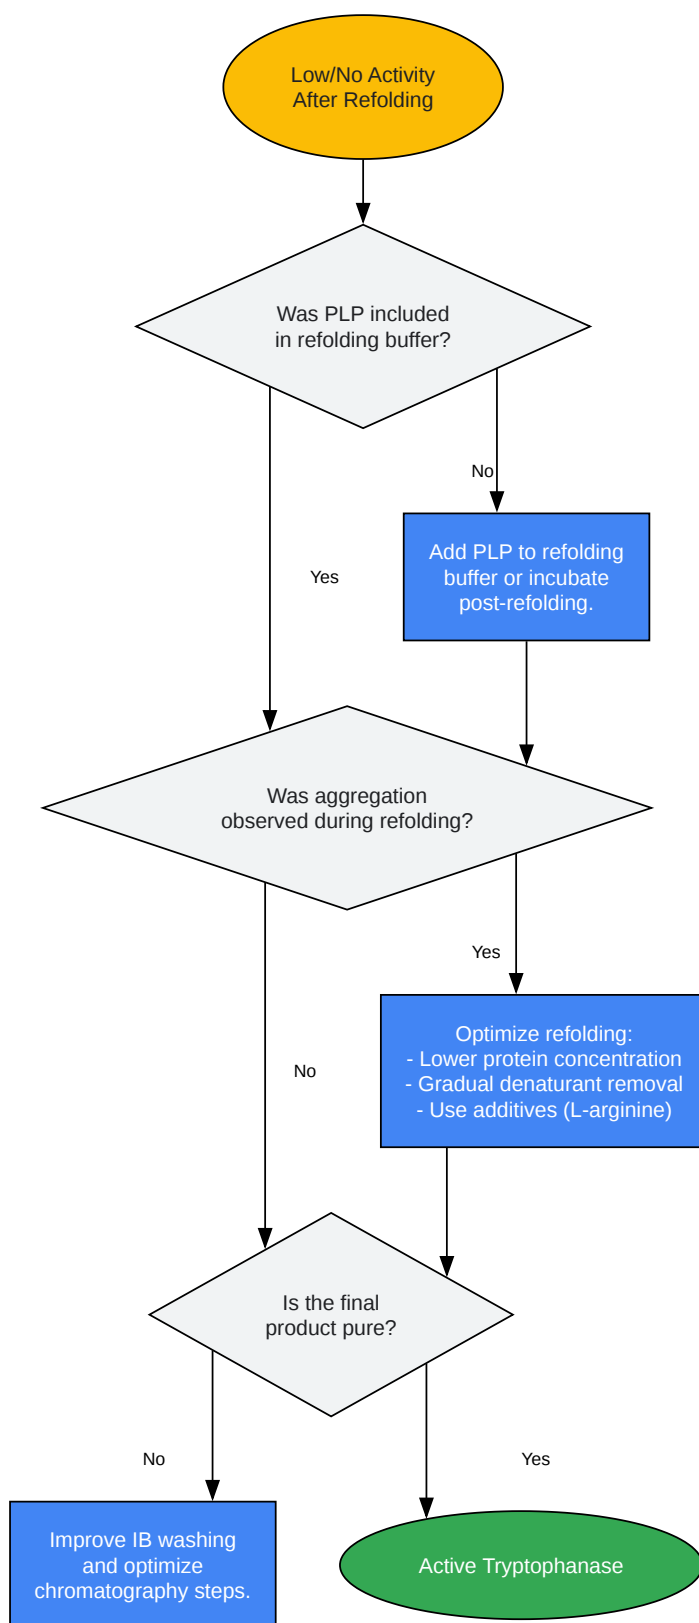 Low/No Activity
After Refolding
Was PLP included
in refolding buffer?
No
Add PLP to refolding
buffer or incubate
post-refolding.
Yes
Was aggregation
observed during refolding?
Yes
Optimize refolding:
- Lower protein concentration
- Gradual denaturant removal
- Use additives (L-arginine)
No
Is the final
product pure?
No
Yes
Improve IB washing
and optimize
chromatography steps.
Active Tryptophanase